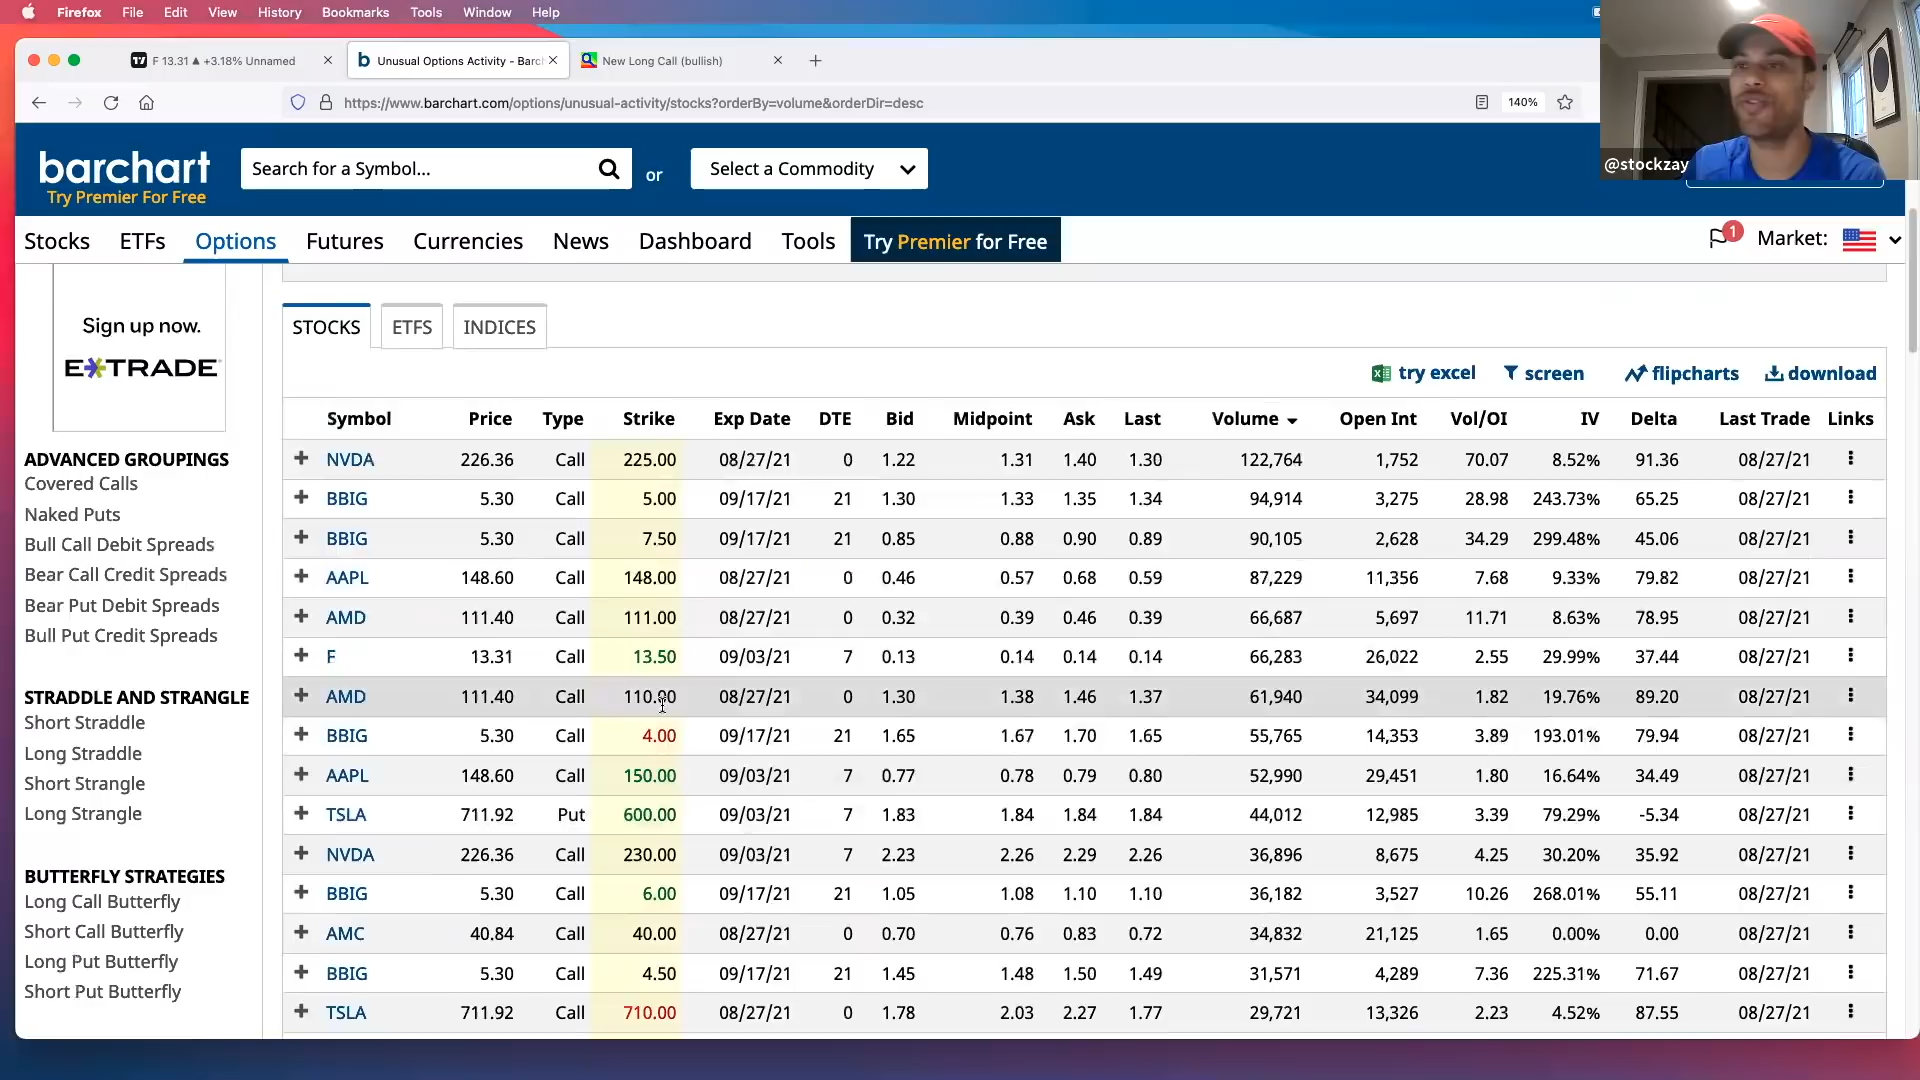 Firefox File Edit View History Bookmarks Tools Window Help
F 13.31 ▲ +3.18% Unnamed
Unusual Options Activity - Barc
New Long Call (bullish)
https://www.barchart.com/options/unusual-activity/stocks?orderBy=volume&orderDir=desc
140%
@stockzay
barchart
Try Premier For Free
Search for a Symbol...
or
Select a Commodity
Stocks ETFs Options Futures Currencies News Dashboard Tools Try Premier for Free
1
Market:
Sign up now.
E*TRADE
ADVANCED GROUPINGS
Covered Calls
Naked Puts
Bull Call Debit Spreads
Bear Call Credit Spreads
Bear Put Debit Spreads
Bull Put Credit Spreads
STRADDLE AND STRANGLE
Short Straddle
Long Straddle
Short Strangle
Long Strangle
BUTTERFLY STRATEGIES
Long Call Butterfly
Short Call Butterfly
Long Put Butterfly
Short Put Butterfly
STOCKS ETFS INDICES
try excel screen flipcharts download
Symbol Price Type Strike Exp Date DTE Bid Midpoint Ask Last Volume Open Int Vol/OI IV Delta Last Trade Links
NVDA 226.36 Call 225.00 08/27/21 0 1.22 1.31 1.40 1.30 122,764 1,752 70.07 8.52% 91.36 08/27/21
BBIG 5.30 Call 5.00 09/17/21 21 1.30 1.33 1.35 1.34 94,914 3,275 28.98 243.73% 65.25 08/27/21
BBIG 5.30 Call 7.50 09/17/21 21 0.85 0.88 0.90 0.89 90,105 2,628 34.29 299.48% 45.06 08/27/21
AAPL 148.60 Call 148.00 08/27/21 0 0.46 0.57 0.68 0.59 87,229 11,356 7.68 9.33% 79.82 08/27/21
AMD 111.40 Call 111.00 08/27/21 0 0.32 0.39 0.46 0.39 66,687 5,697 11.71 8.63% 78.95 08/27/21
F 13.31 Call 13.50 09/03/21 7 0.13 0.14 0.14 0.14 66,283 26,022 2.55 29.99% 37.44 08/27/21
AMD 111.40 Call 110.00 08/27/21 0 1.30 1.38 1.46 1.37 61,940 34,099 1.82 19.76% 89.20 08/27/21
BBIG 5.30 Call 4.00 09/17/21 21 1.65 1.67 1.70 1.65 55,765 14,353 3.89 193.01% 79.94 08/27/21
AAPL 148.60 Call 150.00 09/03/21 7 0.77 0.78 0.79 0.80 52,990 29,451 1.80 16.64% 34.49 08/27/21
TSLA 711.92 Put 600.00 09/03/21 7 1.83 1.84 1.84 1.84 44,012 12,985 3.39 79.29% -5.34 08/27/21
NVDA 226.36 Call 230.00 09/03/21 7 2.23 2.26 2.29 2.26 36,896 8,675 4.25 30.20% 35.92 08/27/21
BBIG 5.30 Call 6.00 09/17/21 21 1.05 1.08 1.10 1.10 36,182 3,527 10.26 268.01% 55.11 08/27/21
AMC 40.84 Call 40.00 08/27/21 0 0.70 0.76 0.83 0.72 34,832 21,125 1.65 0.00% 0.00 08/27/21
BBIG 5.30 Call 4.50 09/17/21 21 1.45 1.48 1.50 1.49 31,571 4,289 7.36 225.31% 71.67 08/27/21
TSLA 711.92 Call 710.00 08/27/21 0 1.78 2.03 2.27 1.77 29,721 13,326 2.23 4.52% 87.55 08/27/21